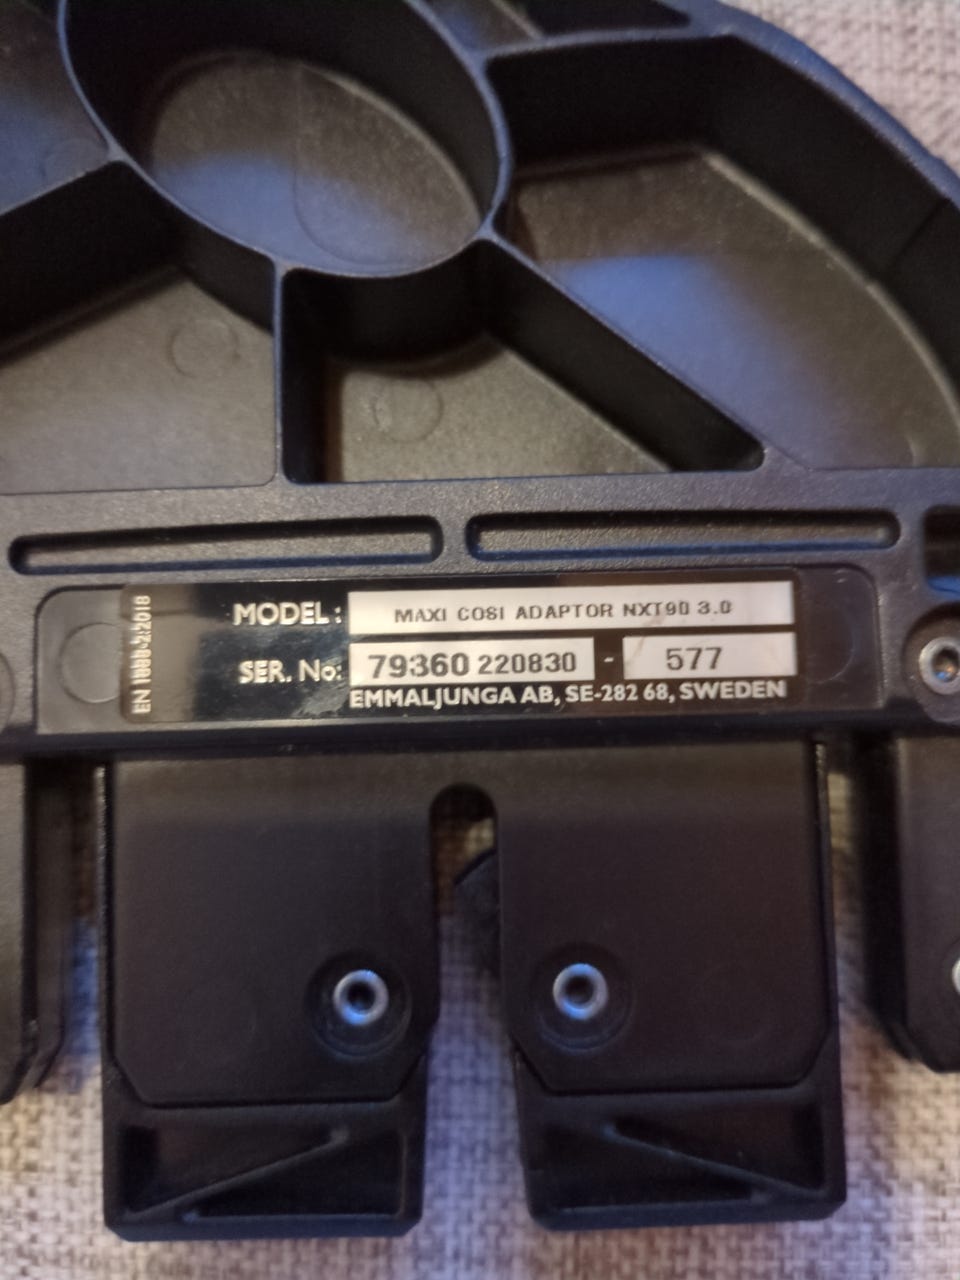 EN 1888-2:2018
MODEL: MAXI COSI ADAPTOR NXT90 3.0
SER. No: 79360 220830 - 577
EMMALJUNGA AB, SE-282 68, SWEDEN